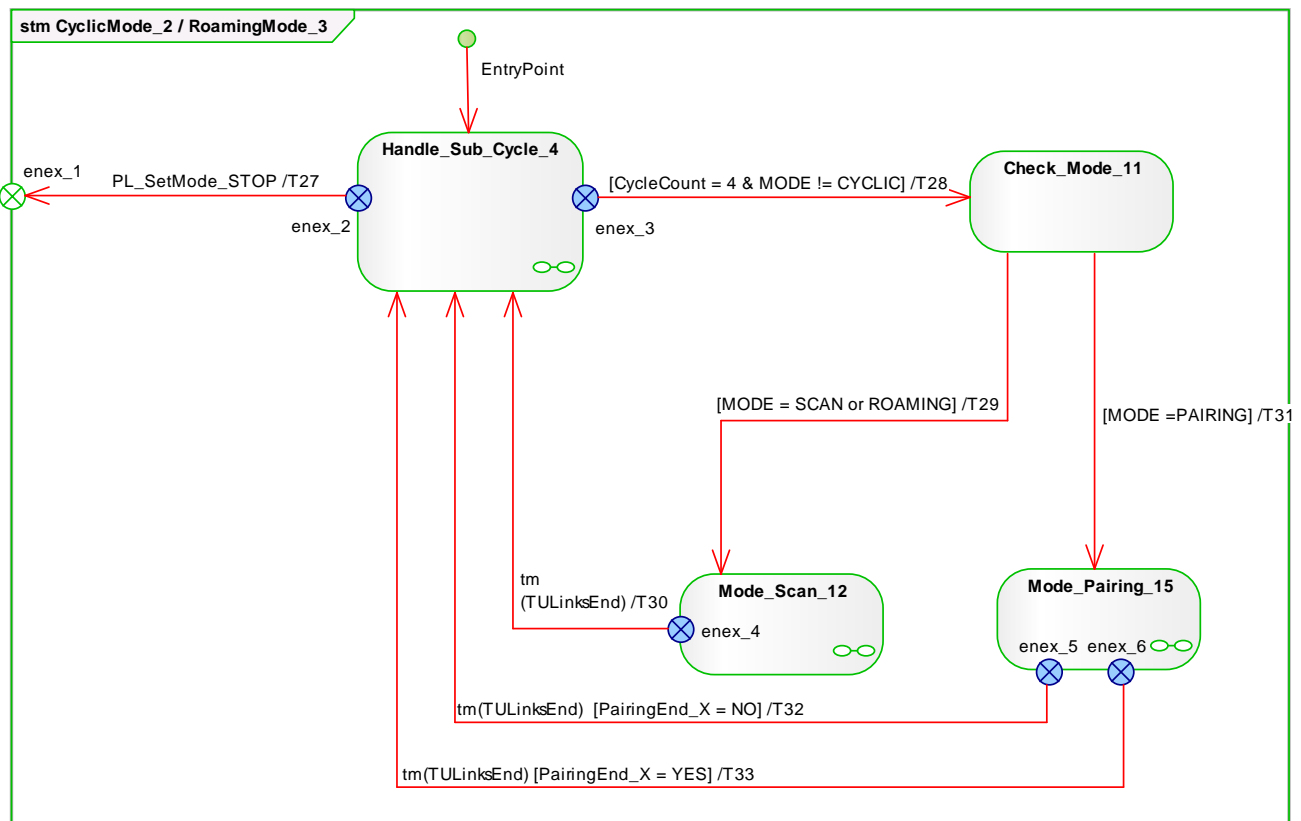 stm CyclicMode_2 / RoamingMode_3
EntryPoint
Handle_Sub_Cycle_4
Check_Mode_11
enex_1
PL_SetMode_STOP /T27
[CycleCount = 4 & MODE != CYCLIC] /T28
enex_2
enex_3
[MODE = SCAN or ROAMING] /T29
[MODE =PAIRING] /T31
tm
(TULinksEnd) /T30
Mode_Scan_12
Mode_Pairing_15
enex_4
enex_5
enex_6
tm(TULinksEnd) [PairingEnd_X = NO] /T32
tm(TULinksEnd) [PairingEnd_X = YES] /T33